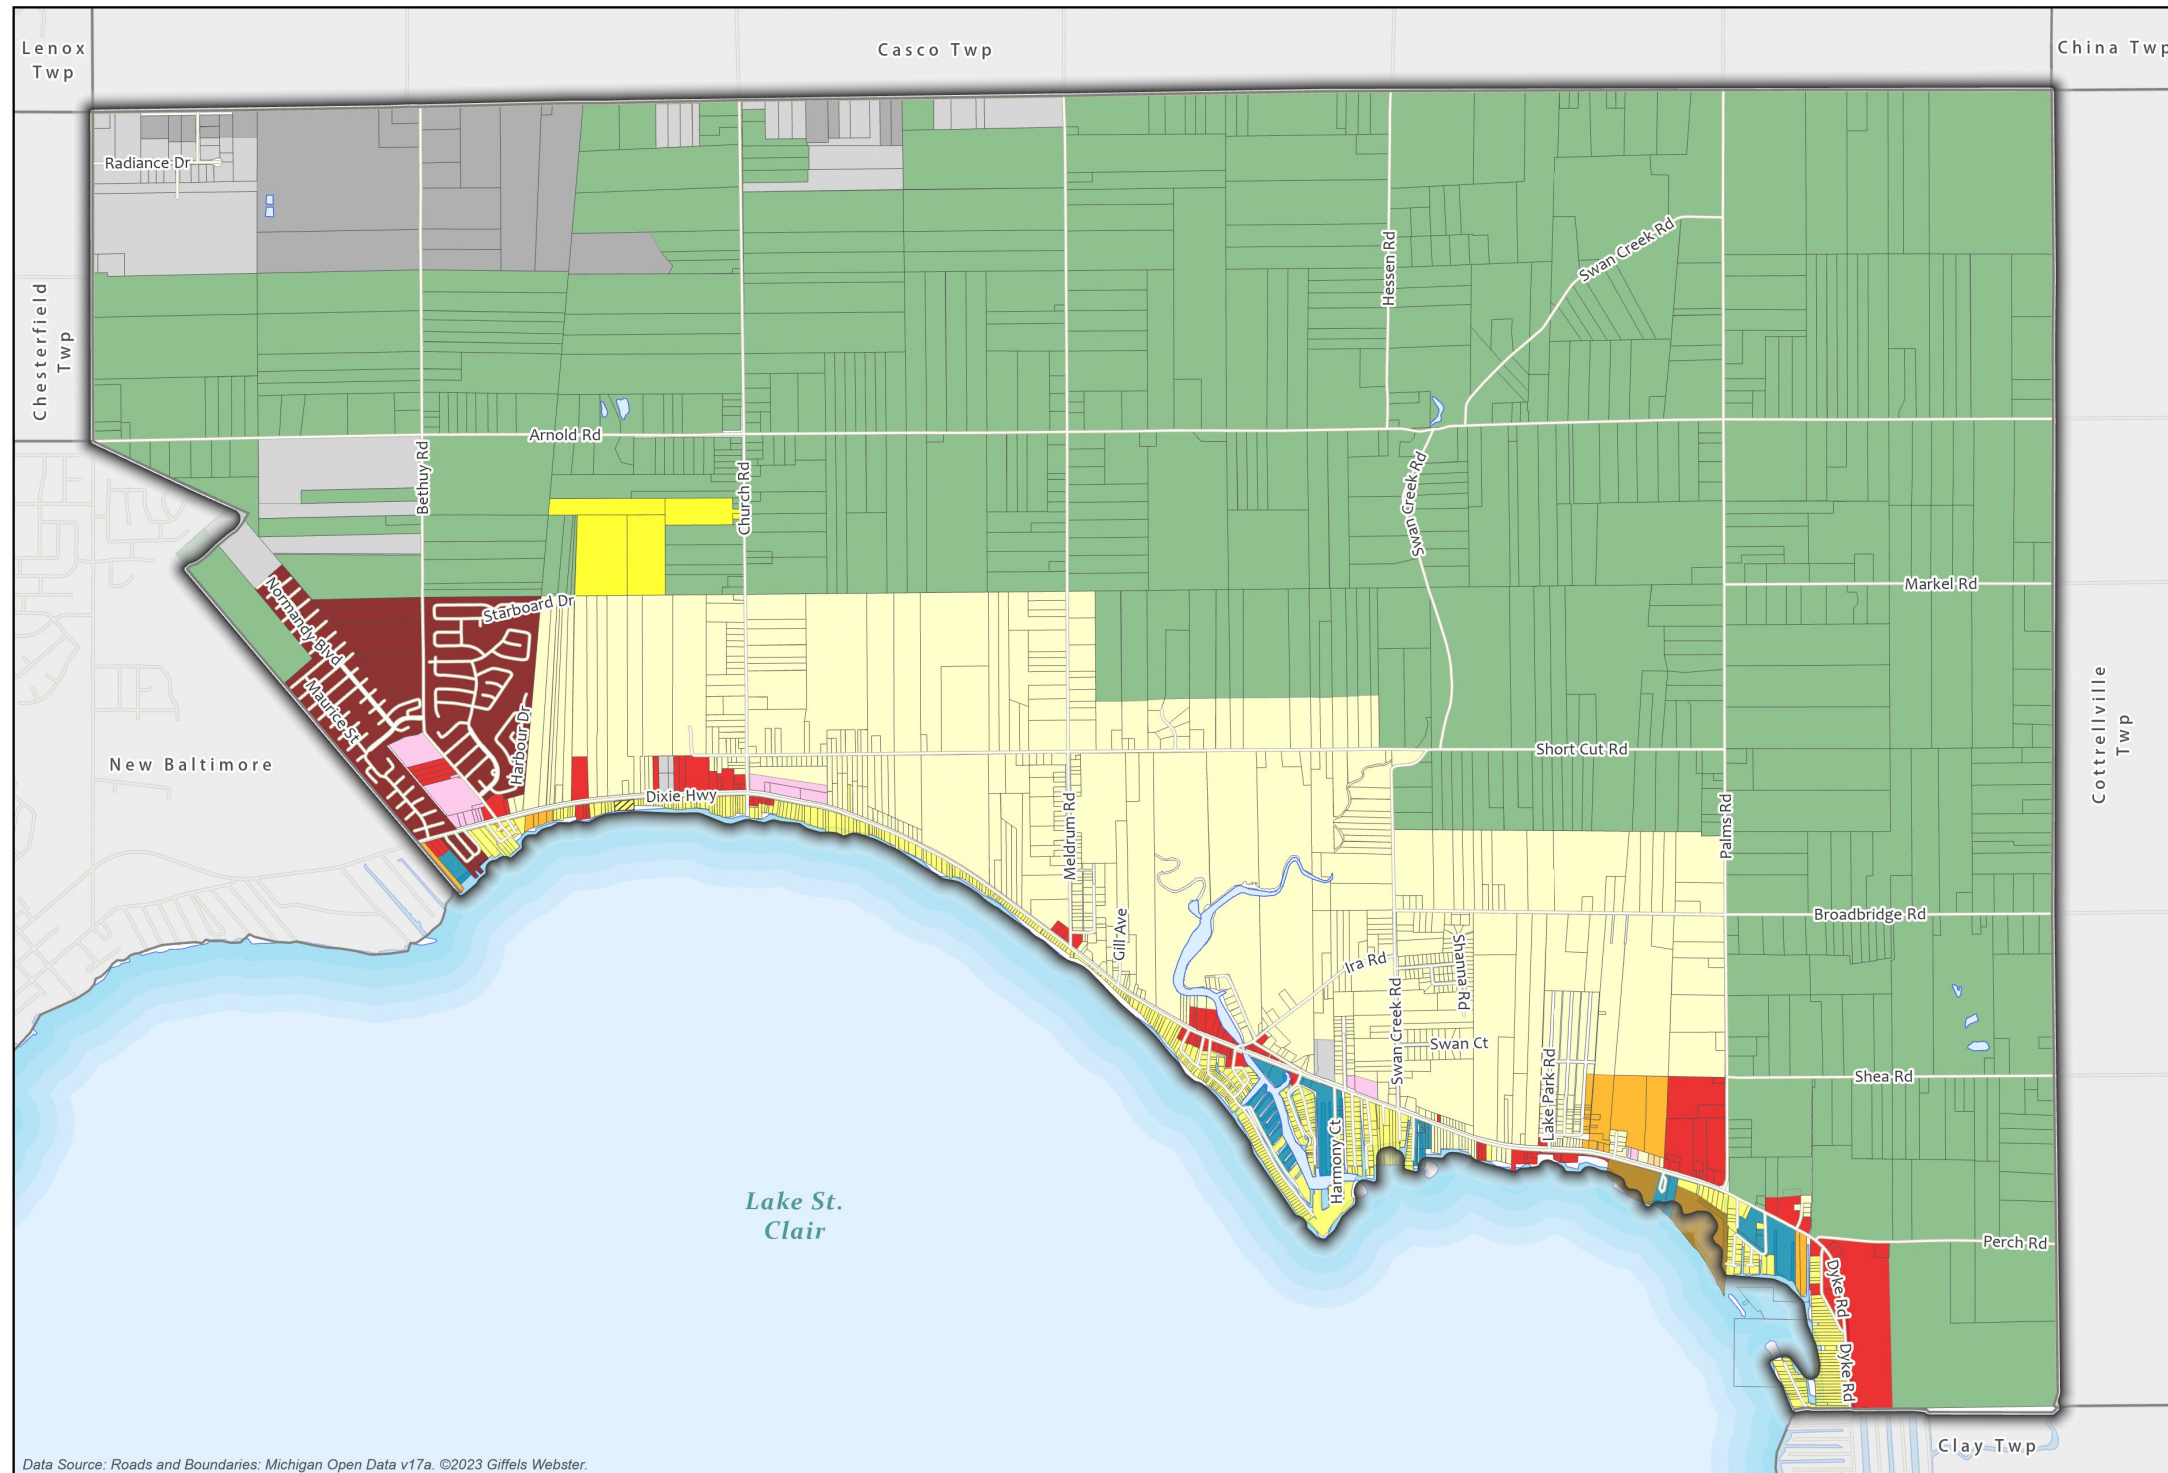 Lenox
Twp
Casco Twp
China Twp
Radiance Dr
Hessen Rd
Swan Creek Rd
Chesterfield
Twp
Arnold Rd
Bethuy Rd
Church Rd
Swan Creek Rd
Markel Rd
Normandy Blvd
Starboard Dr
Maurice St
Harbour Dr
New Baltimore
Short Cut Rd
Cottrellville
Twp
Dixie Hwy
Meldrum Rd
Palms Rd
Gill Ave
Broadbridge Rd
Ira Rd
Shanna Rd
Swan Creek Rd
Swan Ct
Lake Park Rd
Shea Rd
Harmony Ct
Lake St.
Clair
Perch Rd
Dyke Rd
Dyke Rd
Clay Twp
Data Source: Roads and Boundaries: Michigan Open Data v17a. ©2023 Giffels Webster.